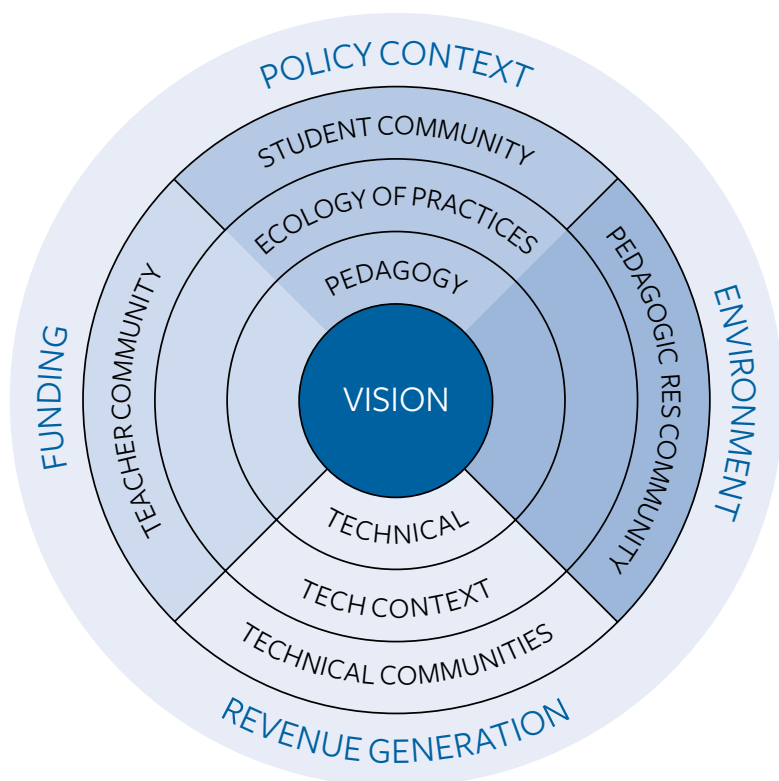 POLICY CONTEXT
STUDENT COMMUNITY
ECOLOGY OF PRACTICES
PEDAGOGY
FUNDING
TEACHER COMMUNITY
VISION
PEDAGOGIC RES COMMUNITY
ENVIRONMENT
TECHNICAL
TECH CONTEXT
TECHNICAL COMMUNITIES
REVENUE GENERATION